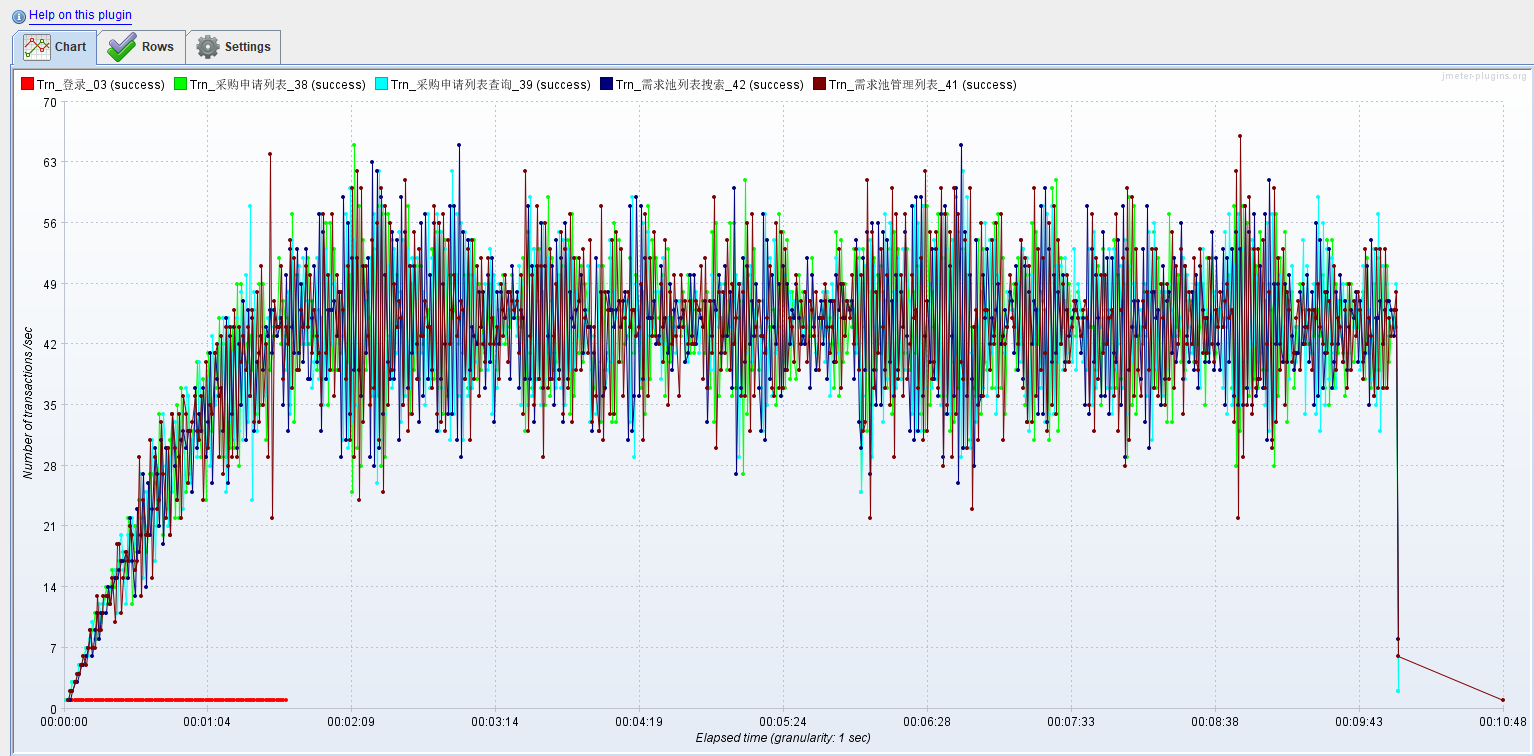 Help on this plugin
Chart Rows Settings
jmeter-plugins.org
Trn_登录_03 (success) Trn_采购申请列表_38 (success) Trn_采购申请列表查询_39 (success) Trn_需求池列表搜索_42 (success) Trn_需求池管理列表_41 (success)
70
63
56
49
42
35
28
21
14
7
0
Number of transactions /sec
00:00:00 00:01:04 00:02:09 00:03:14 00:04:19 00:05:24 00:06:28 00:07:33 00:08:38 00:09:43 00:10:48
Elapsed time (granularity: 1 sec)